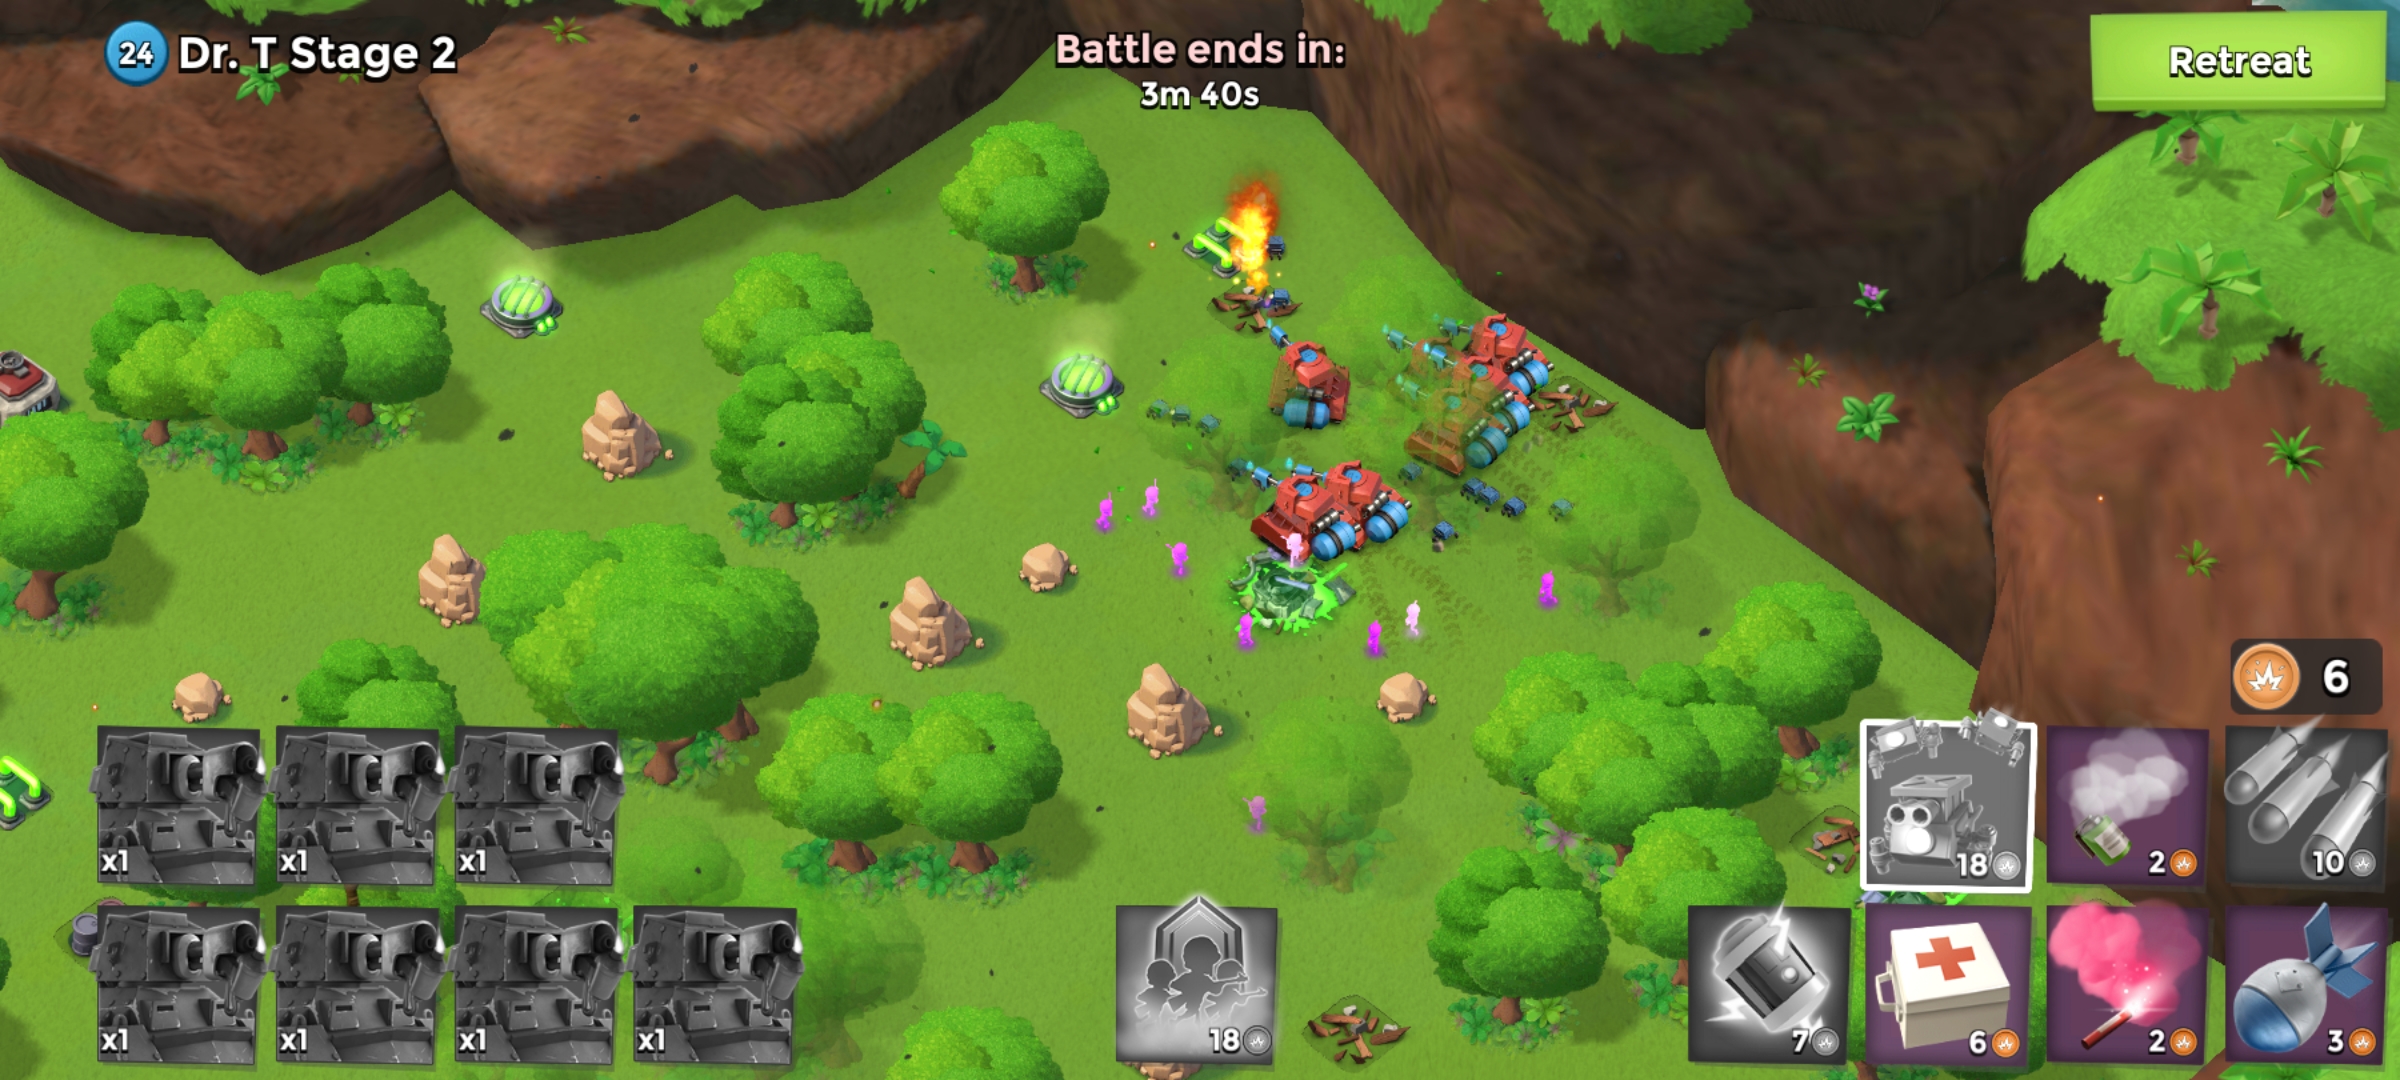 24 Dr. T Stage 2
Battle ends in:
3m 40s
Retreat
6
x1 x1 x1
18 2 10
x1 x1 x1 x1
18
7 6 2 3